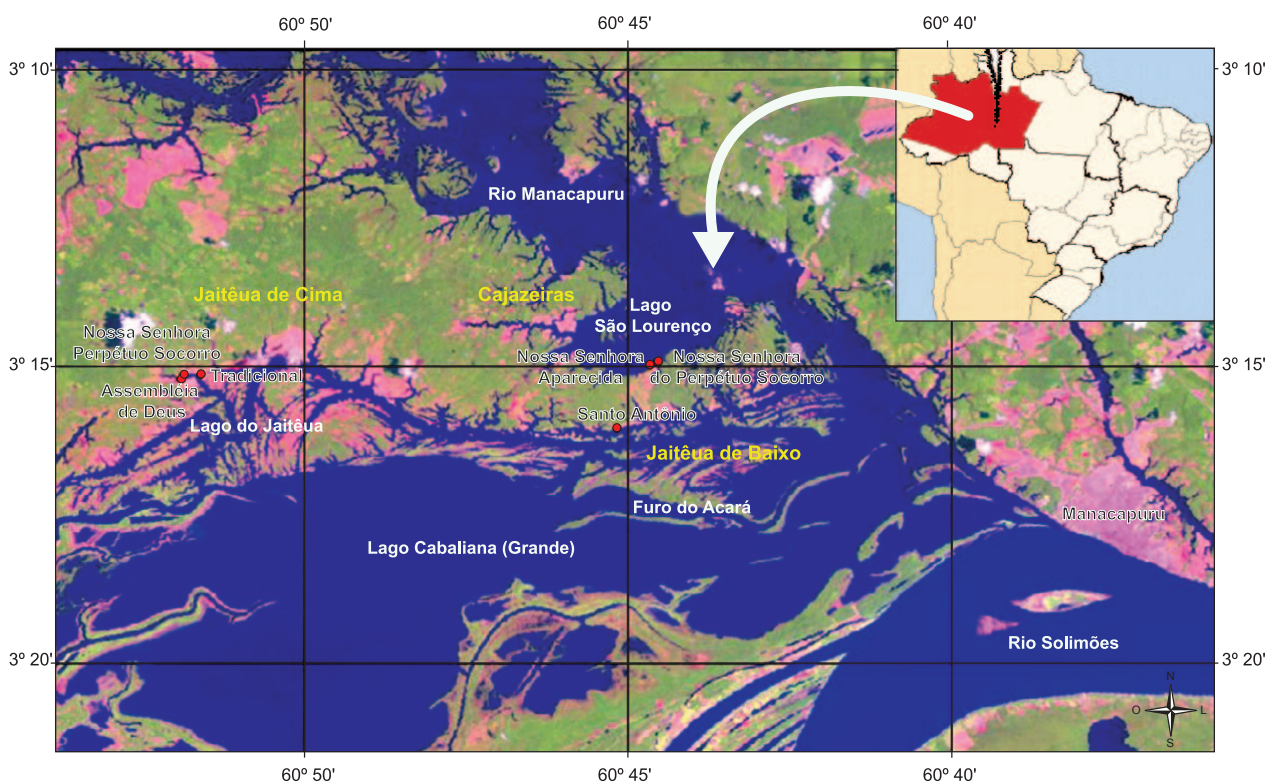 60º 50'
60º 45'
60º 40'
3º 10'
3º 10'
Rio Manacapuru
Jaitêua de Cima
Cajazeiras
Lago
São Lourenço
Nossa Senhora
Perpétuo Socorro
Nossa Senhora
Aparecida
Nossa Senhora
do Perpétuo Socorro
3º 15'
3º 15'
Tradicional
Assembléia
de Deus
Lago do Jaitêua
Santo Antonio
Jaitêua de Baixo
Furo do Acará
Manacapuru
Lago Cabaliana (Grande)
Rio Solimões
3º 20'
3º 20'
N
O
L
S
60º 50'
60º 45'
60º 40'